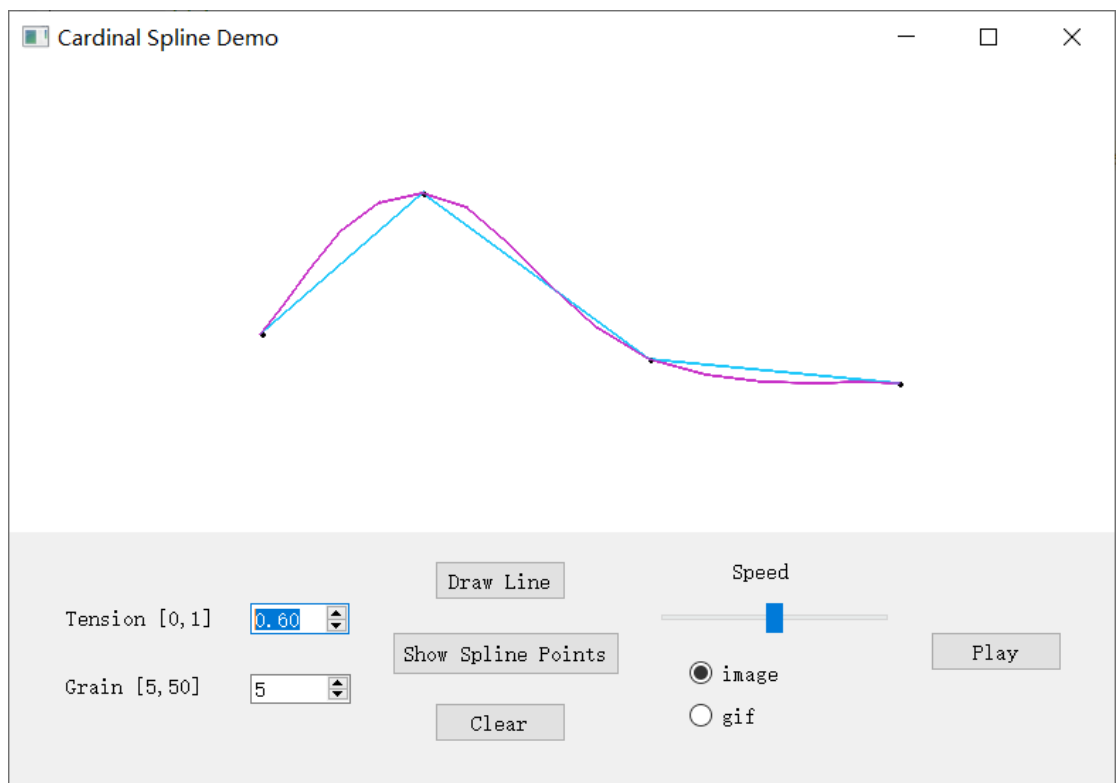 Cardinal Spline Demo
Tension [0,1]
0.60
Grain [5,50]
5
Draw Line
Show Spline Points
Clear
Speed
image
gif
Play